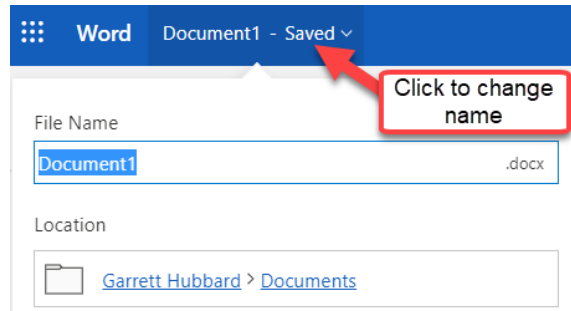 Word Document1 - Saved
Click to change
name
File Name
Document1 .docx
Location
Garrett Hubbard > Documents